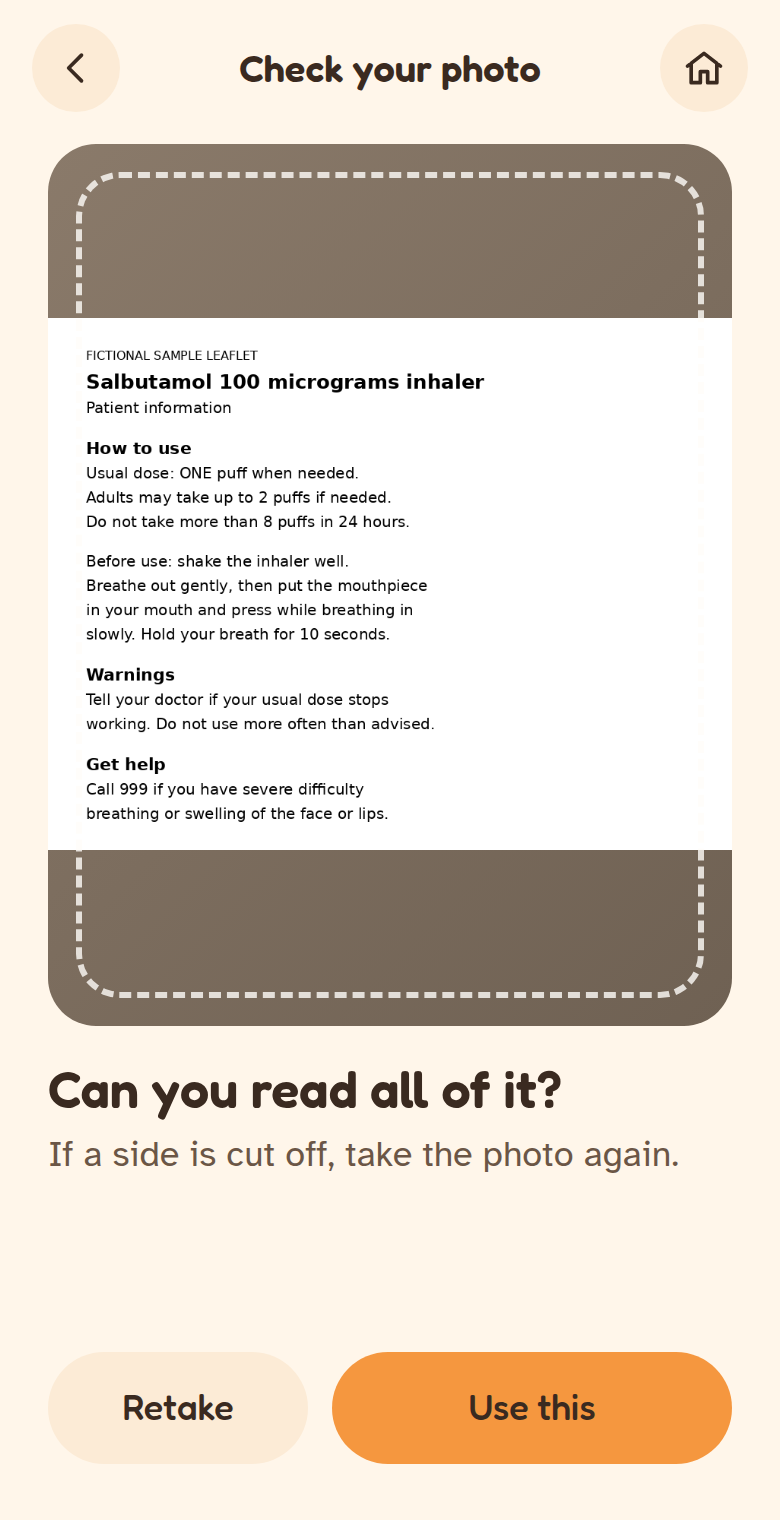 Check your photo
FICTIONAL SAMPLE LEAFLET
Salbutamol 100 micrograms inhaler
Patient information
How to use
Usual dose: ONE puff when needed.
Adults may take up to 2 puffs if needed.
Do not take more than 8 puffs in 24 hours.
Before use: shake the inhaler well.
Breathe out gently, then put the mouthpiece
in your mouth and press while breathing in
slowly. Hold your breath for 10 seconds.
Warnings
Tell your doctor if your usual dose stops
working. Do not use more often than advised.
Get help
Call 999 if you have severe difficulty
breathing or swelling of the face or lips.
Can you read all of it?
If a side is cut off, take the photo again.
Retake
Use this